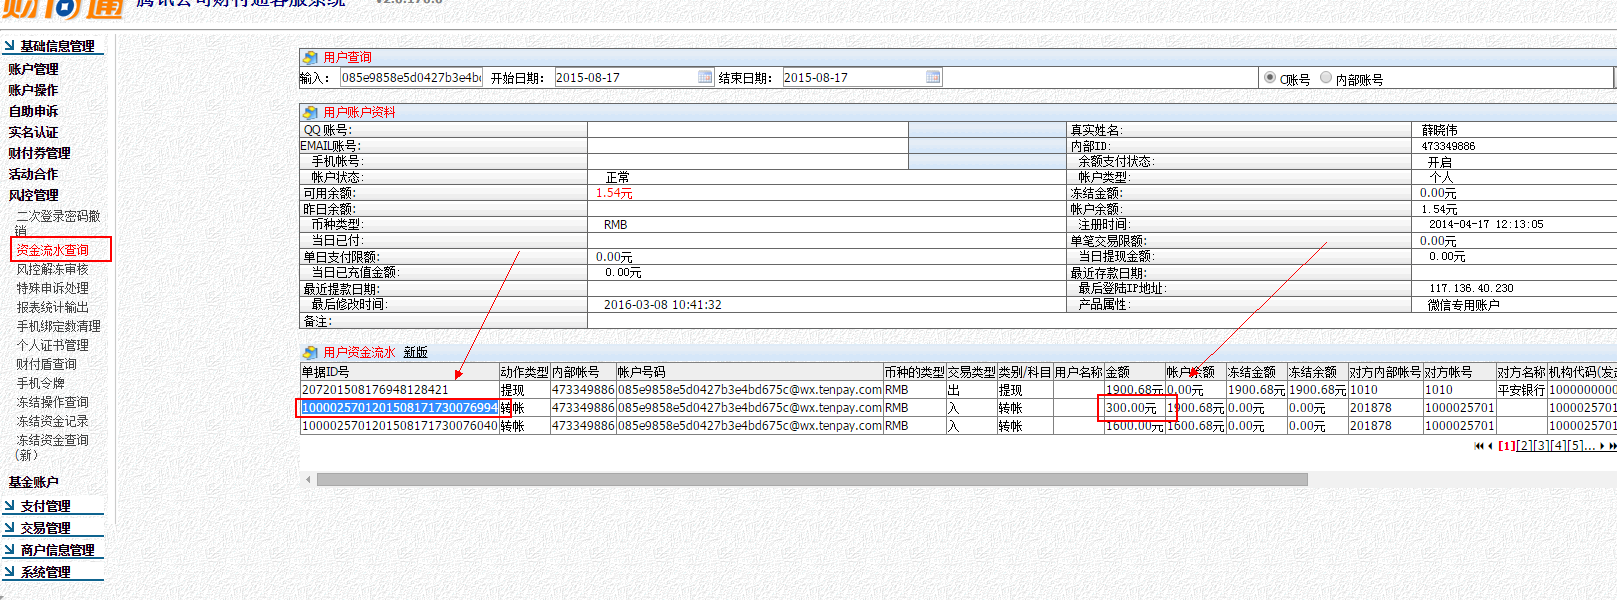 财付通 腾讯公司财付通客服系统 v2.0.176.6
基础信息管理
账户管理
账户操作
自助申诉
实名认证
财付券管理
活动合作
风控管理
二次登录密码撤
销
资金流水查询
风控解冻审核
特殊申诉处理
报表统计输出
手机绑定数清理
个人证书管理
财付盾查询
手机令牌
冻结操作查询
冻结资金记录
冻结资金查询
(新)
基金账户
支付管理
交易管理
商户信息管理
系统管理
用户查询
输入: 085e9858e5d0427b3e4b 开始日期: 2015-08-17 结束日期: 2015-08-17 C账号 内部账号
用户账户资料
QQ账号: 真实姓名: 薛晓伟
EMAIL账号: 内部ID: 473349886
手机帐号: 余额支付状态: 开启
帐户状态: 正常 帐户类型: 个人
可用余额: 1.54元 冻结金额: 0.00元
昨日余额: 帐户余额: 1.54元
币种类型: RMB 注册时间: 2014-04-17 12:13:05
当日已付: 单笔交易限额: 0.00元
单日支付限额: 0.00元 当日提现金额: 0.00元
当日已充值金额: 0.00元 最近存款日期:
最近提款日期: 最后登陆IP地址: 117.136.40.230
最后修改时间: 2016-03-08 10:41:32 产品属性: 微信专用账户
备注:
用户资金流水 新版
单据ID号 动作类型 内部帐号 帐户号码 币种的类型 交易类型 类别/科目 用户名称 金额 帐户余额 冻结金额 冻结余额 对方内部帐号 对方帐号 对方名称 机构代码(发
207201508176948128421 提现 473349886 085e9858e5d0427b3e4bd675c@wx.tenpay.com RMB 出 提现 1900.68元 0.00元 1900.68元 1900.68元 1010 1010 平安银行 100000000
1000025701201508171730076994 转帐 473349886 085e9858e5d0427b3e4bd675c@wx.tenpay.com RMB 入 转帐 300.00元 1900.68元 0.00元 0.00元 201878 1000025701 100002570
1000025701201508171730076040 转帐 473349886 085e9858e5d0427b3e4bd675c@wx.tenpay.com RMB 入 转帐 1600.00元 1600.68元 0.00元 0.00元 201878 1000025701 100002570
[1][2][3][4][5]...